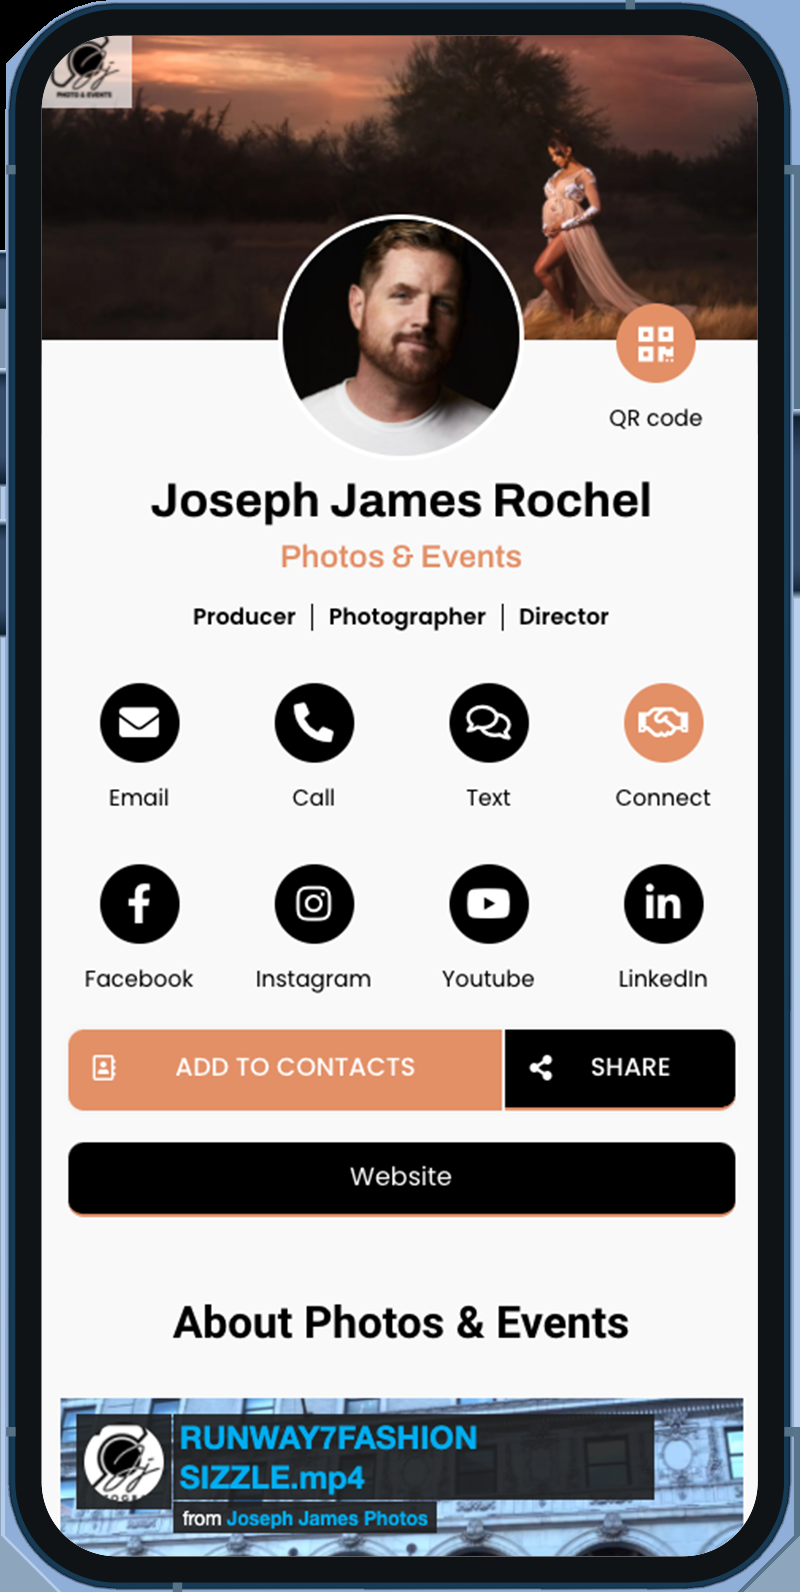 PHOTO & EVENTS
QR code
Joseph James Rochel
Photos & Events
Producer | Photographer | Director
Email
Call
Text
Connect
Facebook
Instagram
Youtube
LinkedIn
ADD TO CONTACTS
SHARE
Website
About Photos & Events
RUNWAY7FASHION
SIZZLE.mp4
from Joseph James Photos